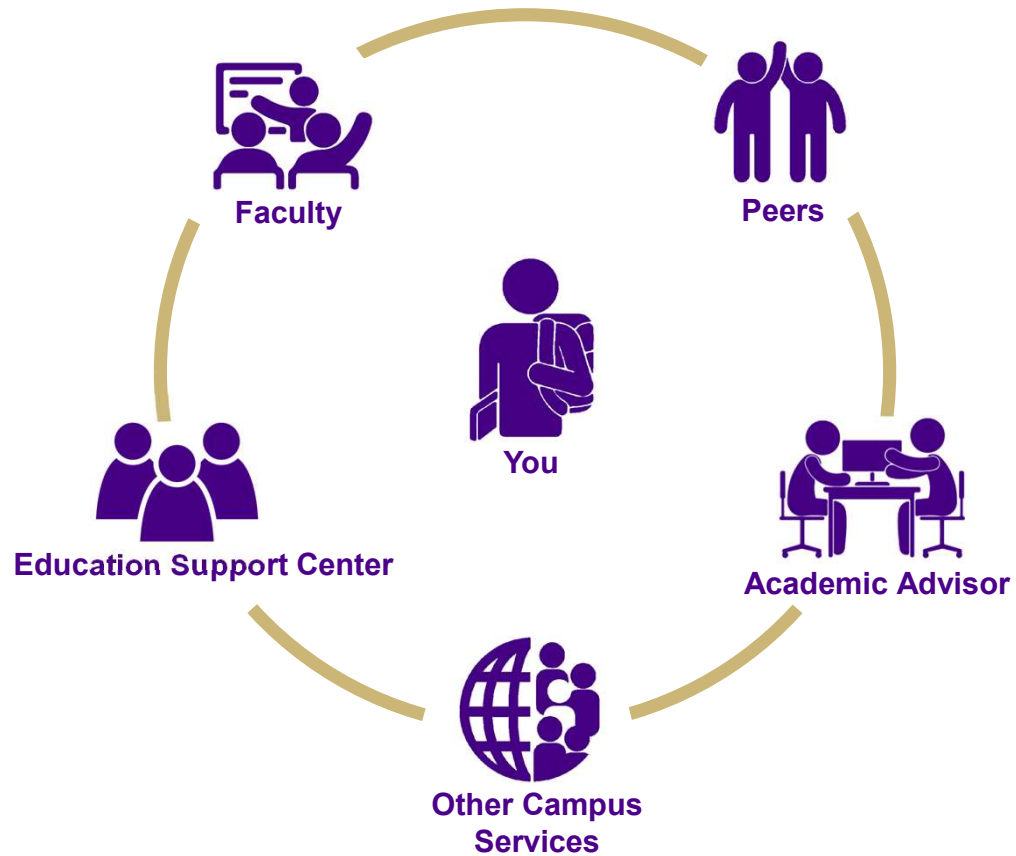 Faculty
Peers
You
Education Support Center
Academic Advisor
Other Campus
Services